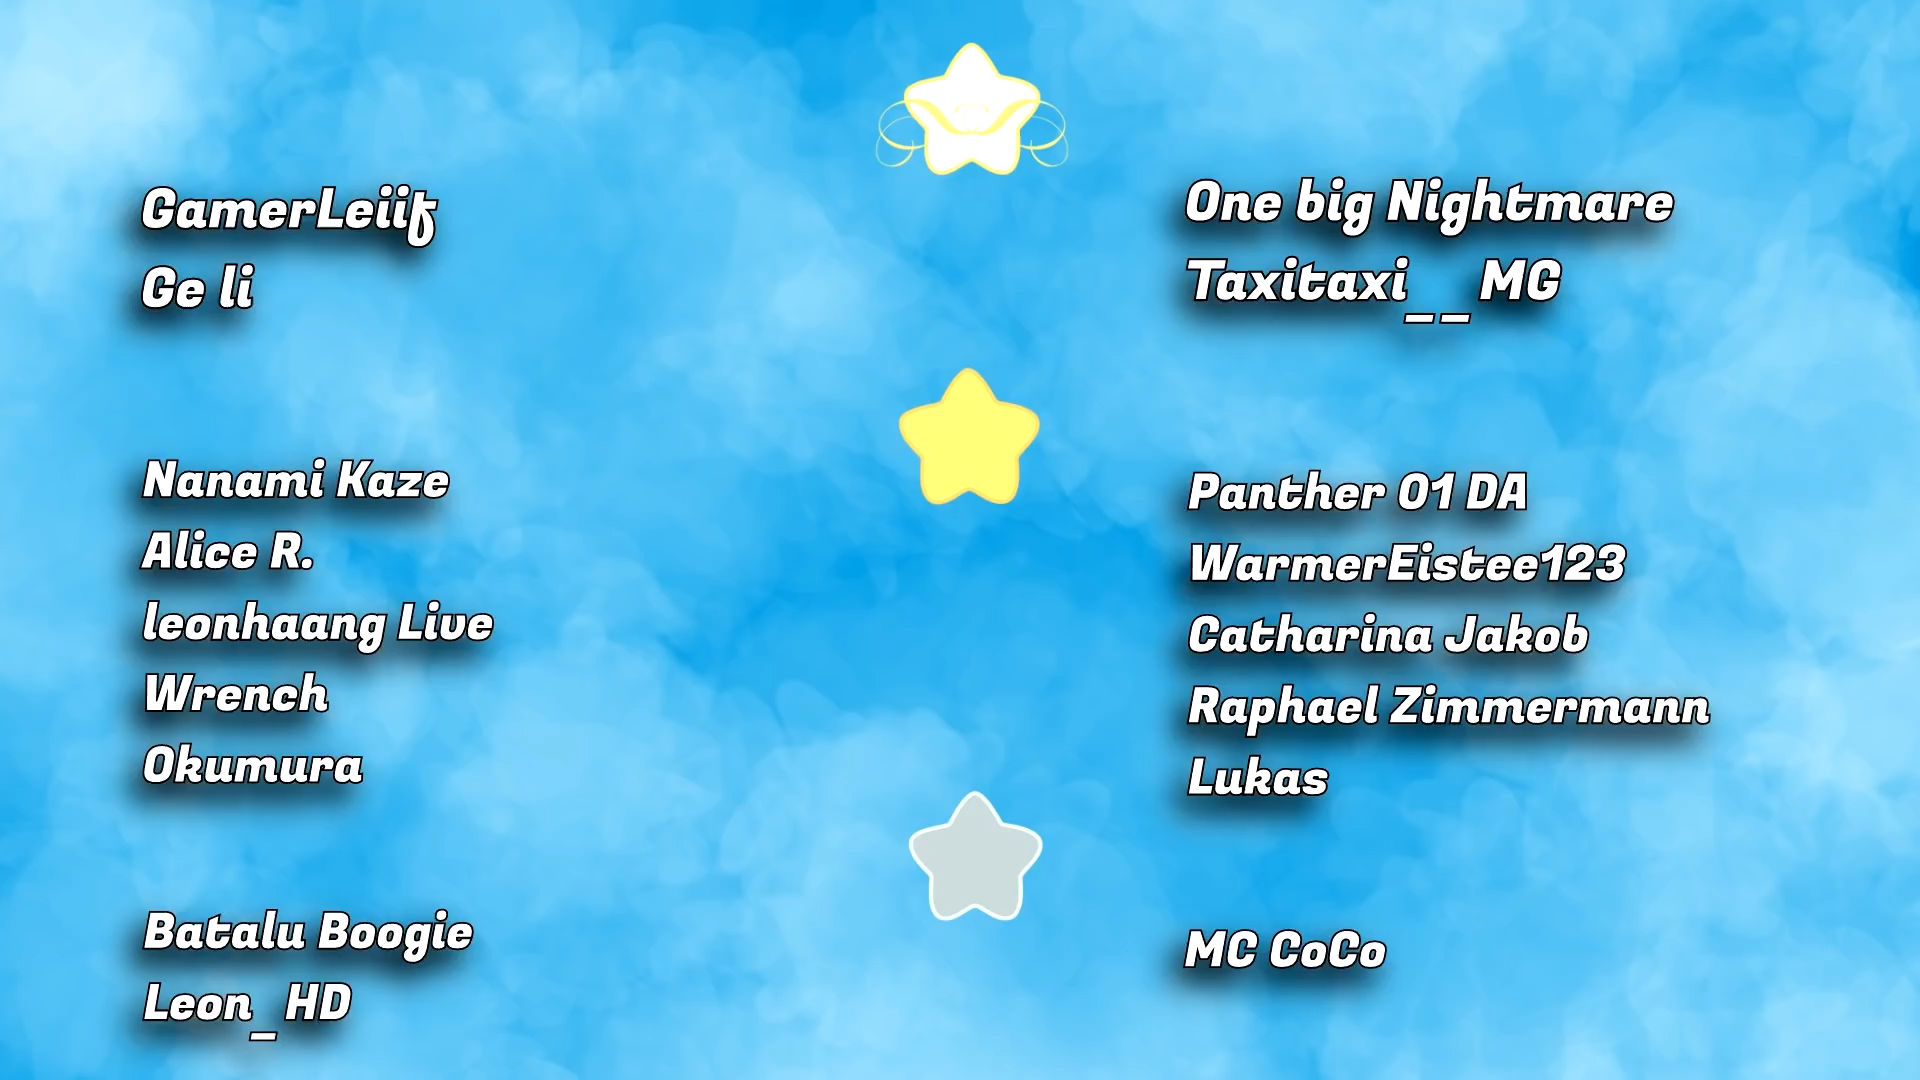 GamerLeiif
Ge li
One big Nightmare
Taxitaxi__MG
Nanami Kaze
Alice R.
leonhaang Live
Wrench
Okumura
Panther 01 DA
WarmerEistee123
Catharina Jakob
Raphael Zimmermann
Lukas
Batalu Boogie
Leon_HD
MC CoCo